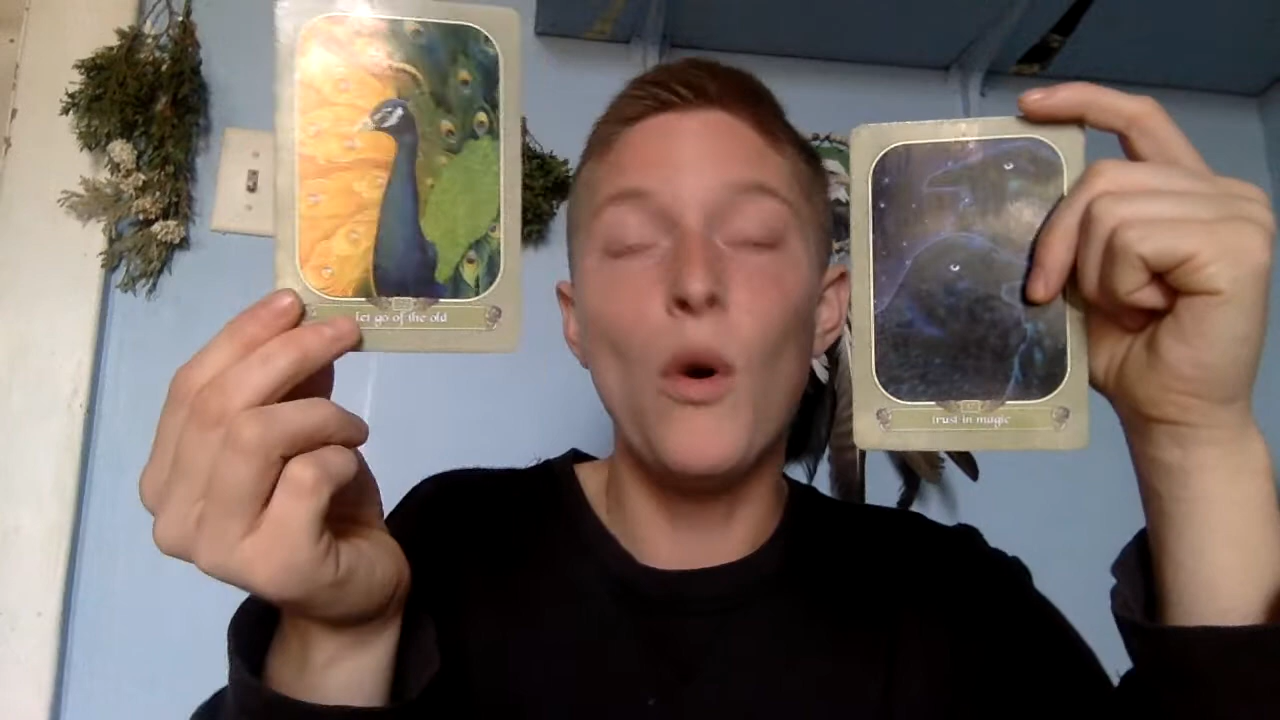 let go of the old
trust in magic